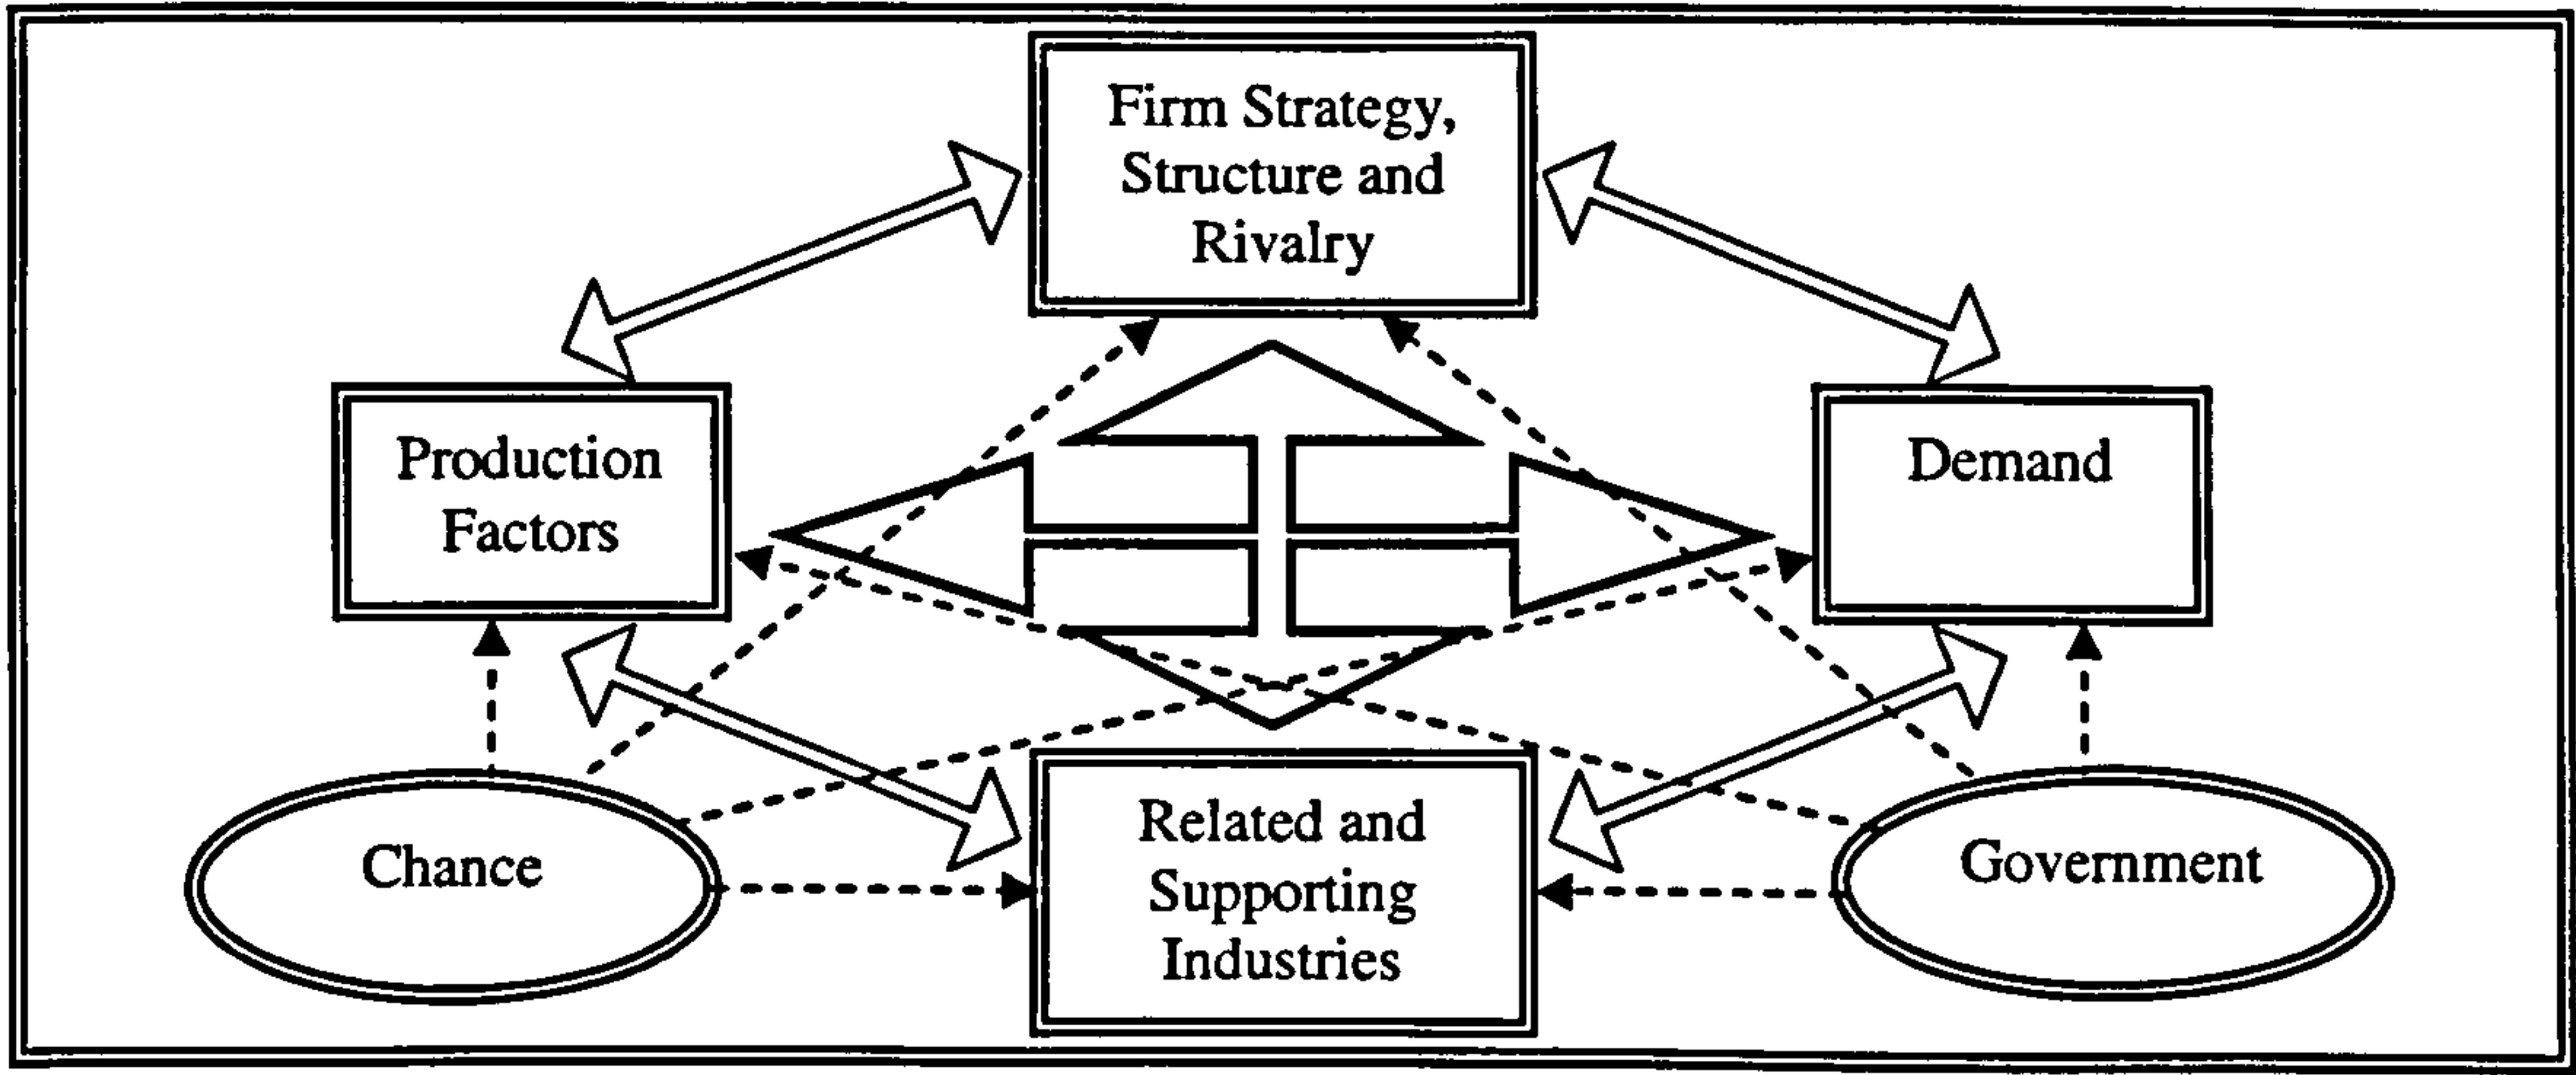 Firm Strategy,
Structure and
Rivalry
Production
Factors
Demand
Chance
Related and
Supporting
Industries
Government